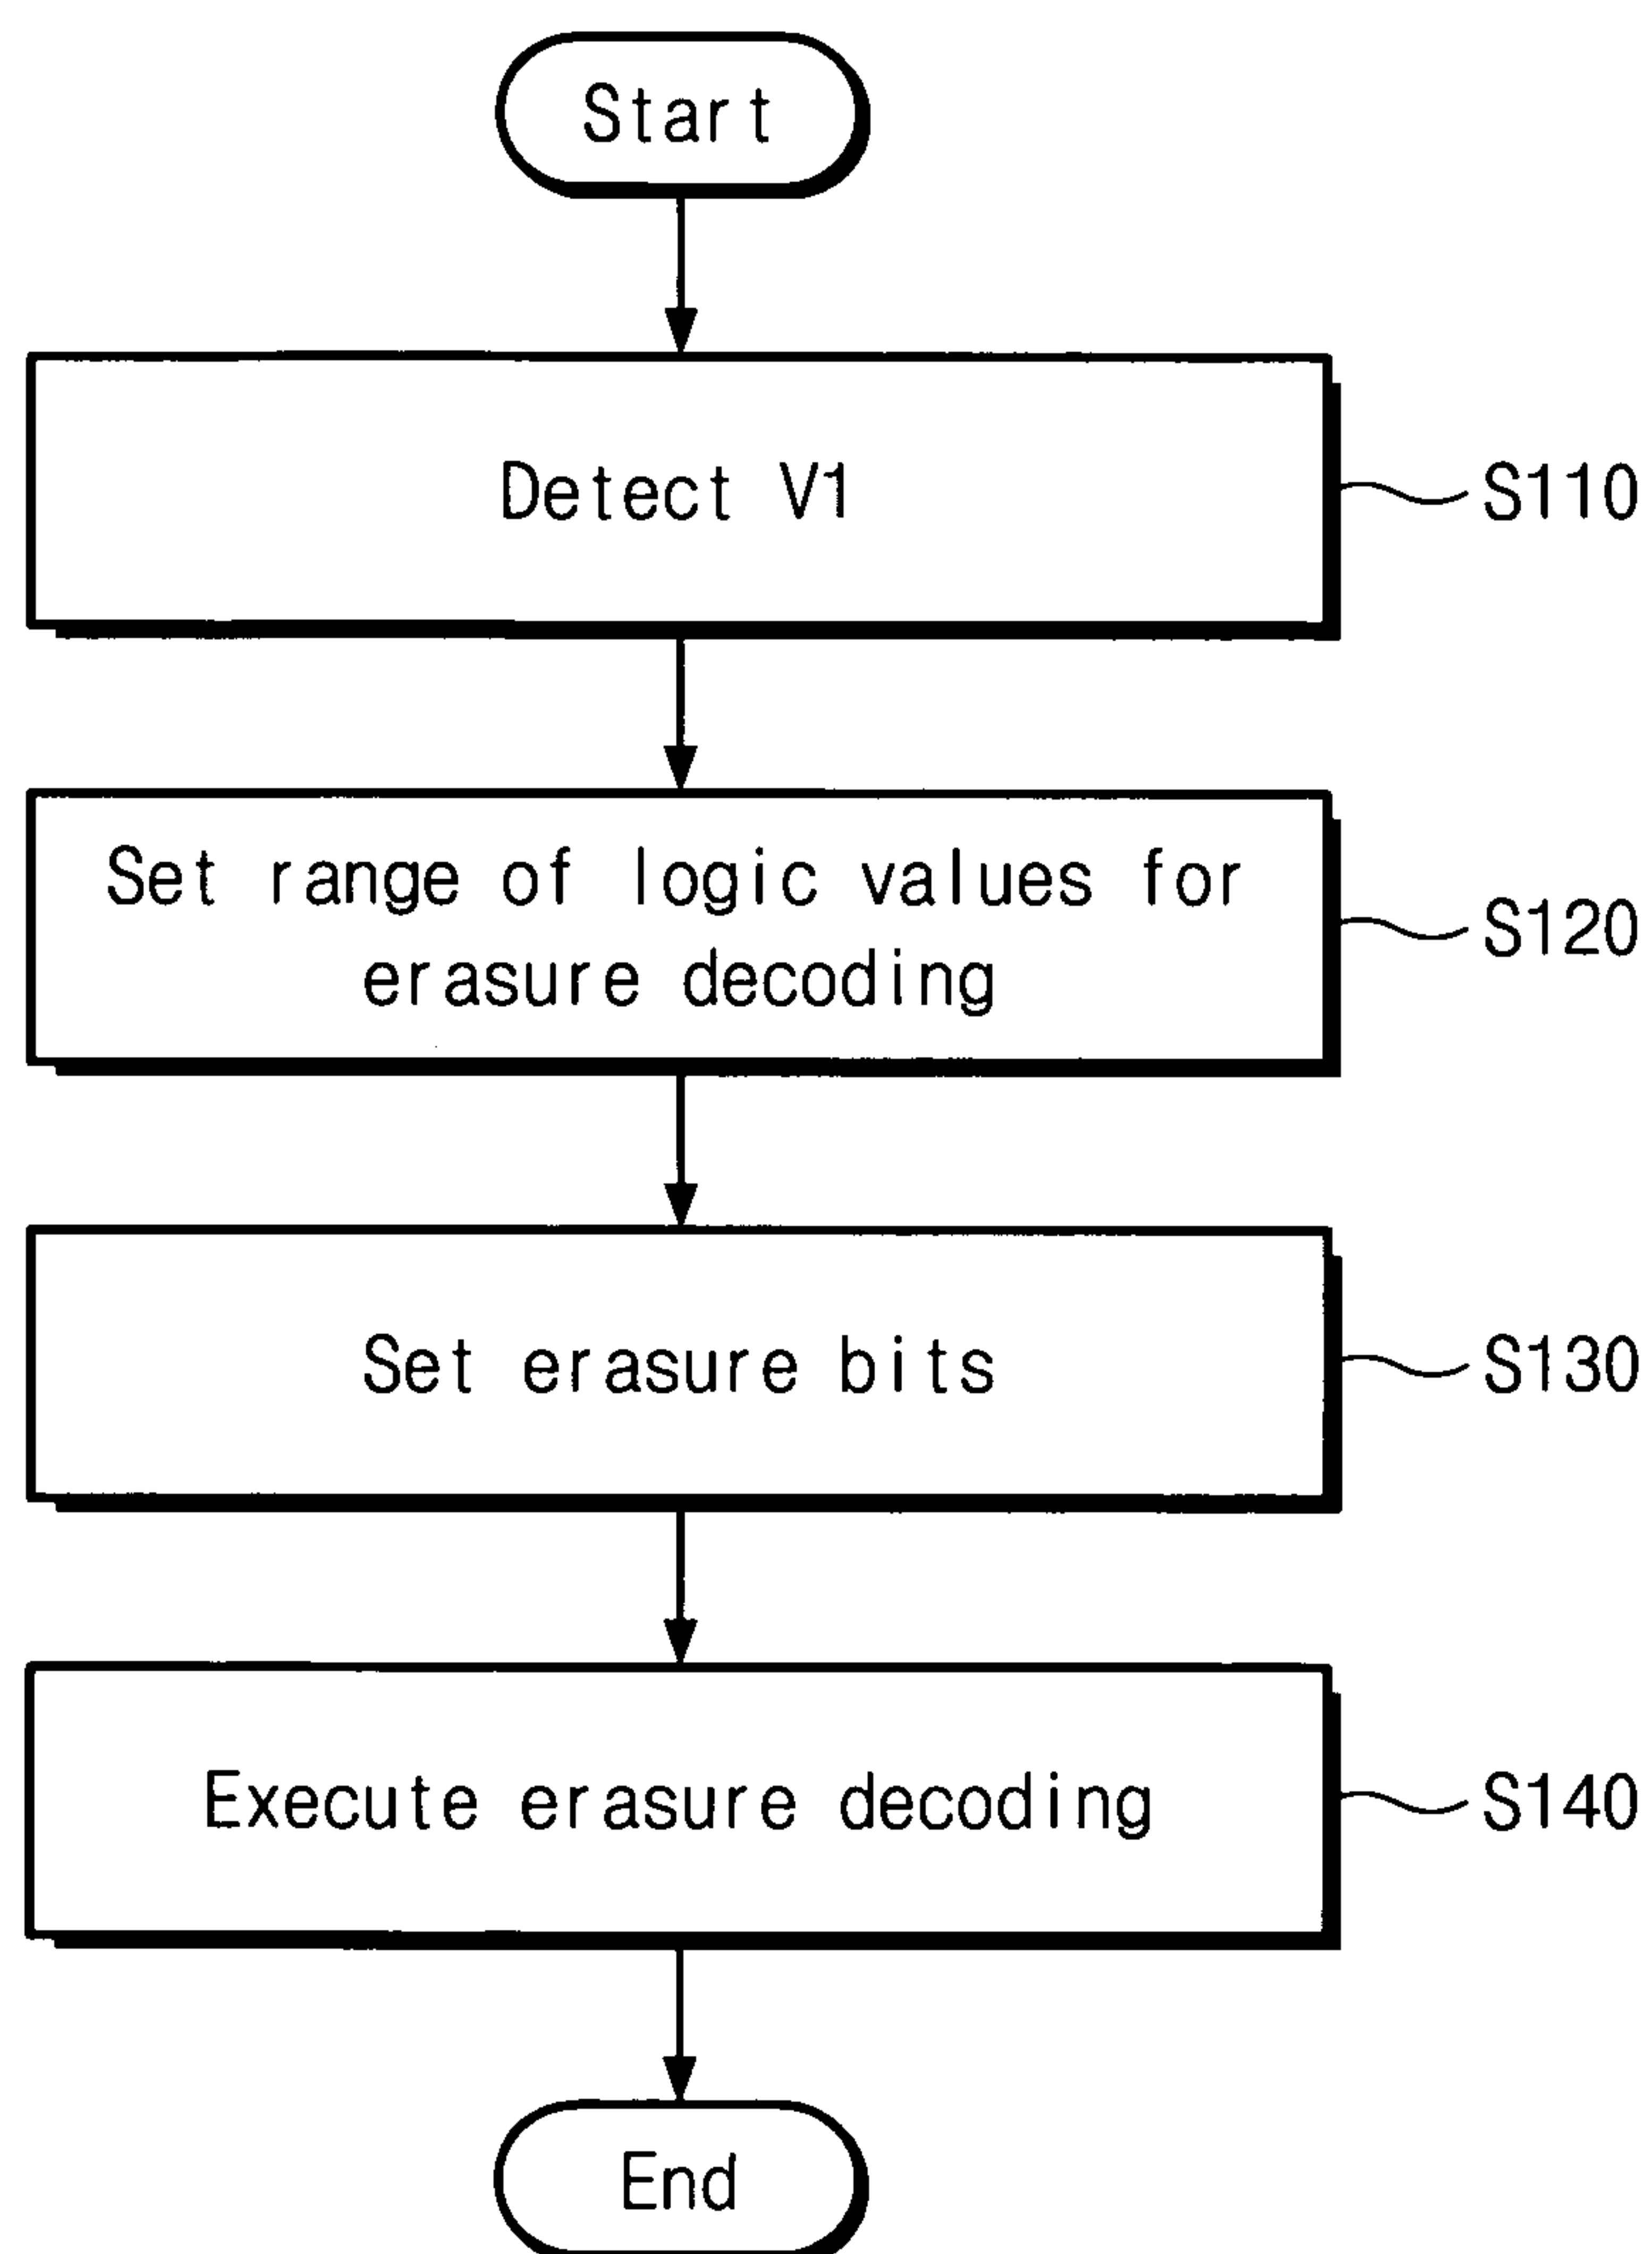 Start
Detect V1
S110
Set range of logic values for
erasure decoding
S120
Set erasure bits
S130
Execute erasure decoding
S140
End